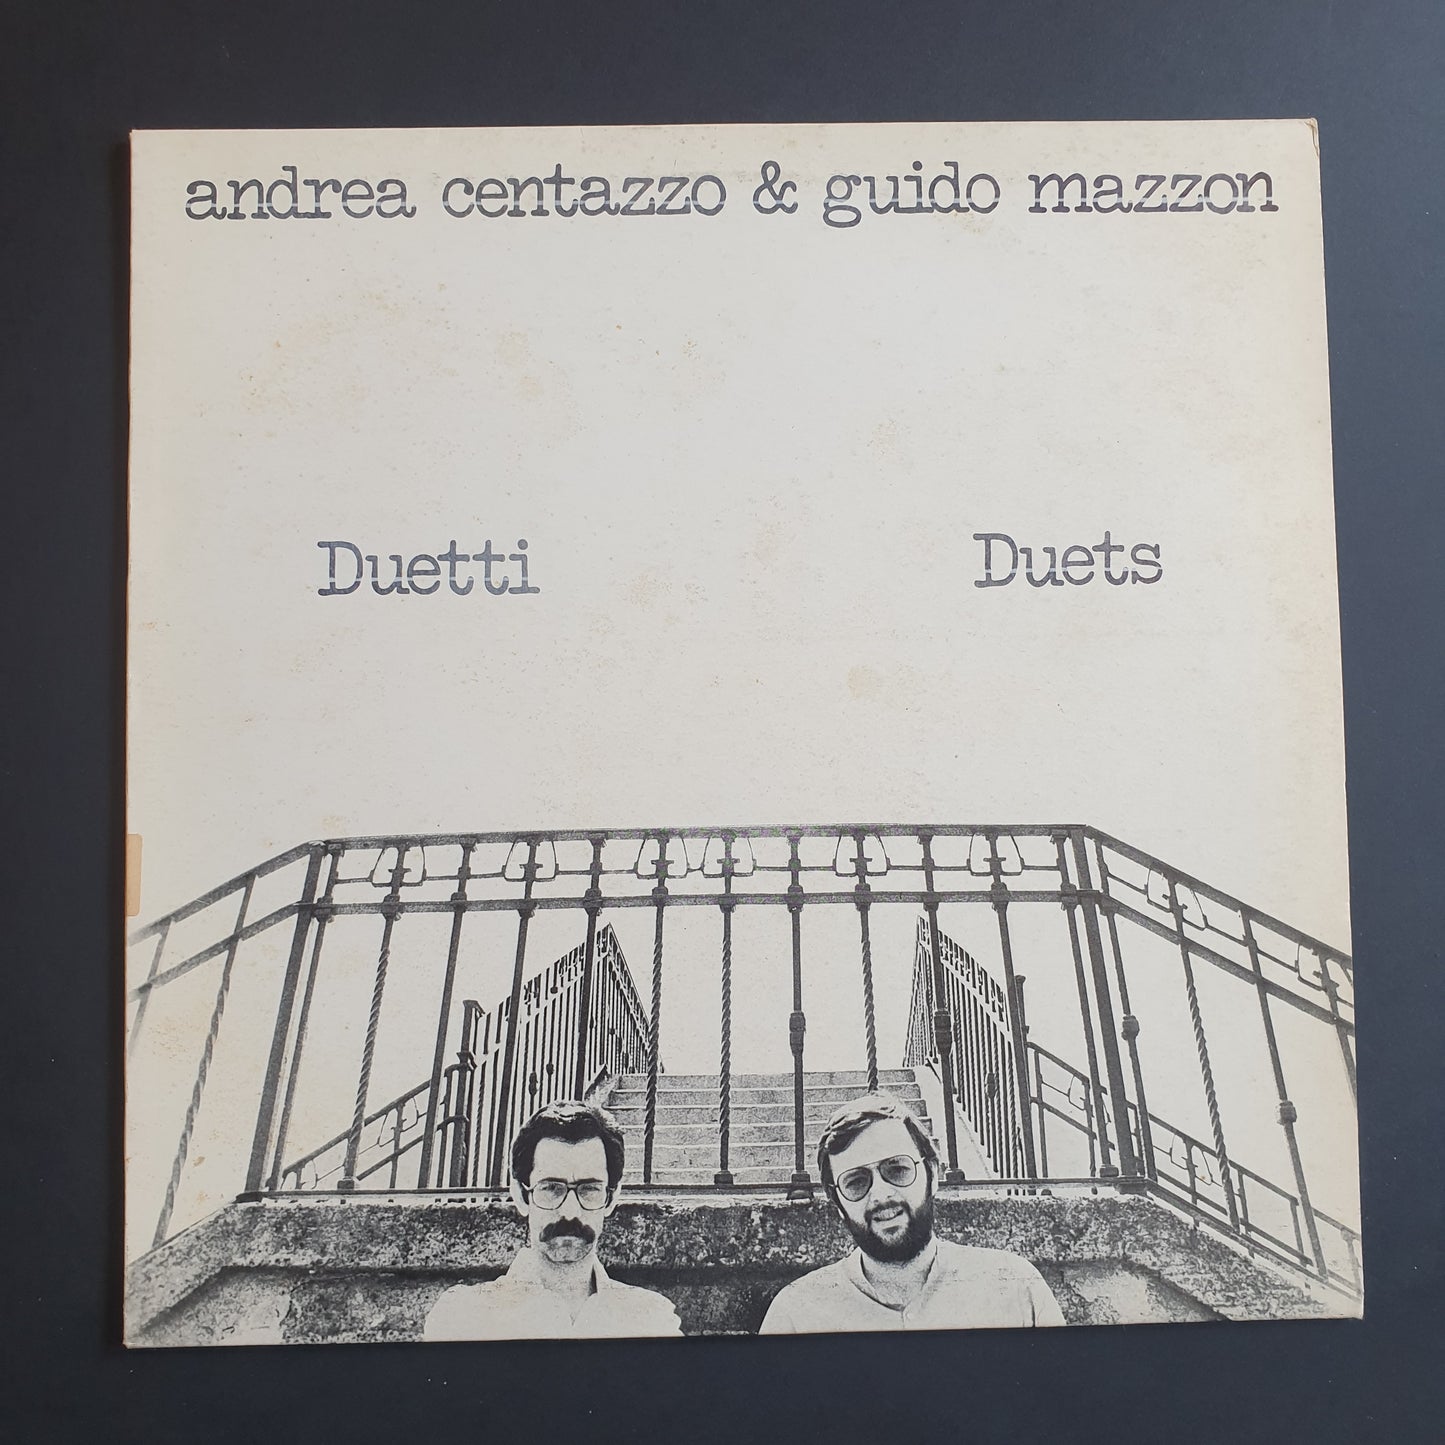 andrea centazzo & guido mazzon
Duetti
Duets